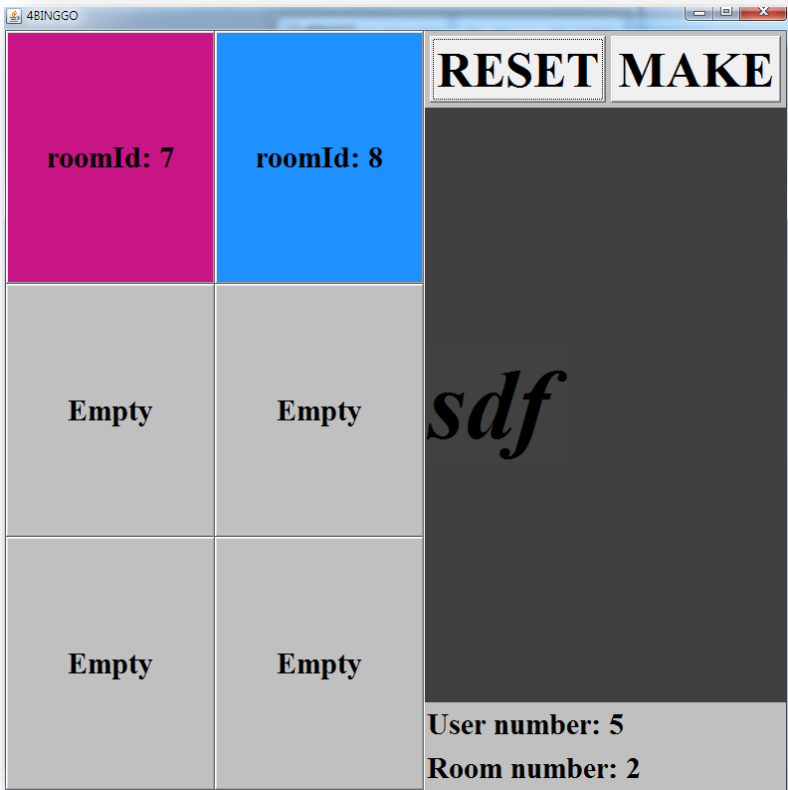 4BINGGO
RESET MAKE
roomId: 7 roomId: 8
sdf
Empty Empty
Empty Empty
User number: 5
Room number: 2